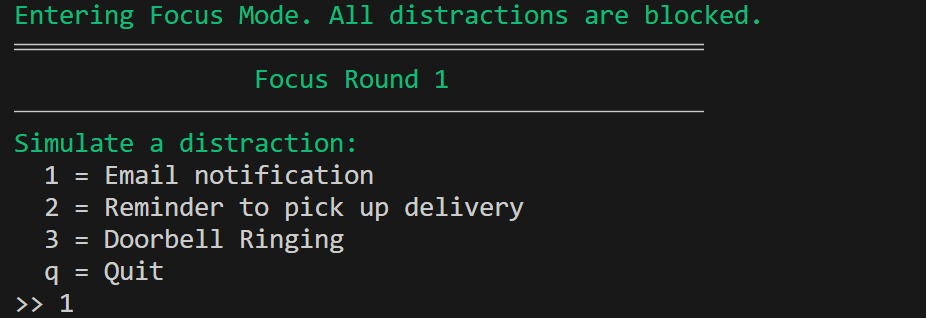 Entering Focus Mode. All distractions are blocked.
Focus Round 1
Simulate a distraction:
1 = Email notification
2 = Reminder to pick up delivery
3 = Doorbell Ringing
q = Quit
>> 1